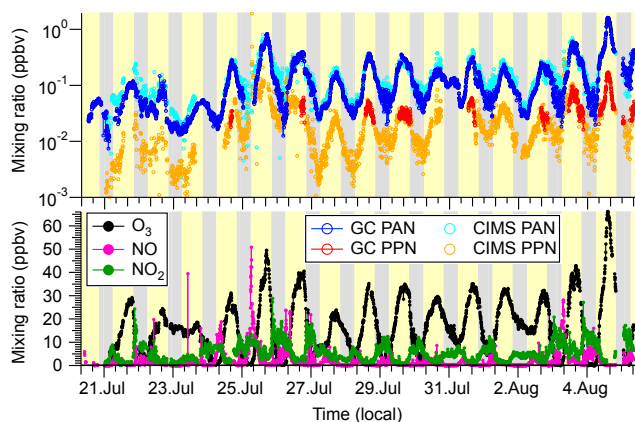 Mixing ratio (ppbv)
10^0
10^-1
10^-2
10^-3
Mixing ratio (ppbv)
60
50
40
30
20
10
0
O₃
NO
NO₂
GC PAN
CIMS PAN
GC PPN
CIMS PPN
21.Jul 23.Jul 25.Jul 27.Jul 29.Jul 31.Jul 2.Aug 4.Aug
Time (local)